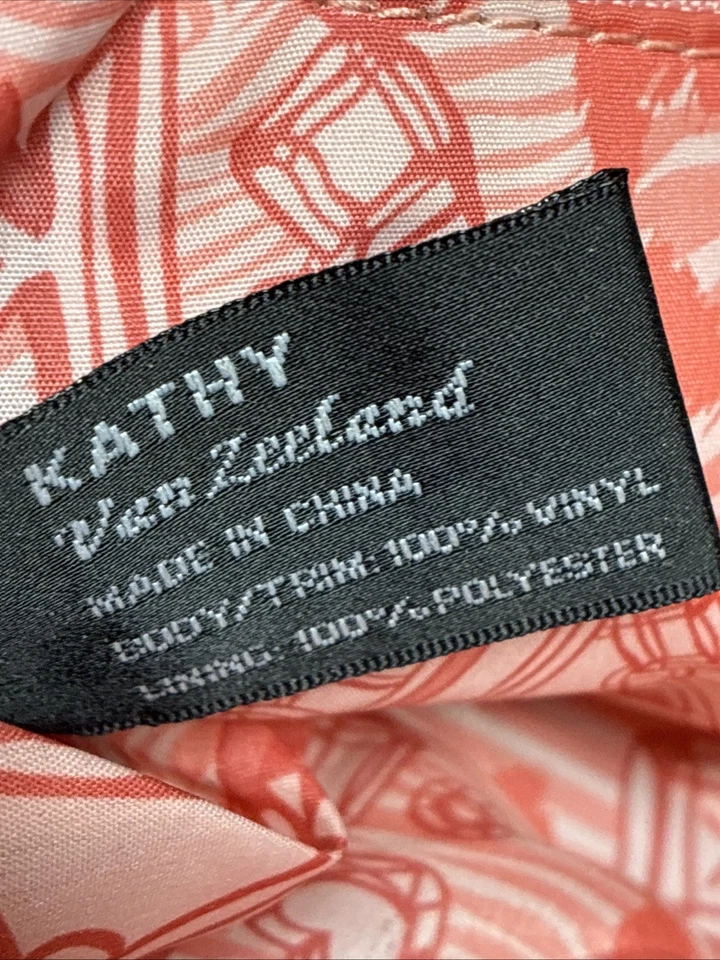 KATHY
Van Zeeland
MADE IN CHINA
BODY/TRIM: 100% VINYL
LINING: 100% POLYESTER